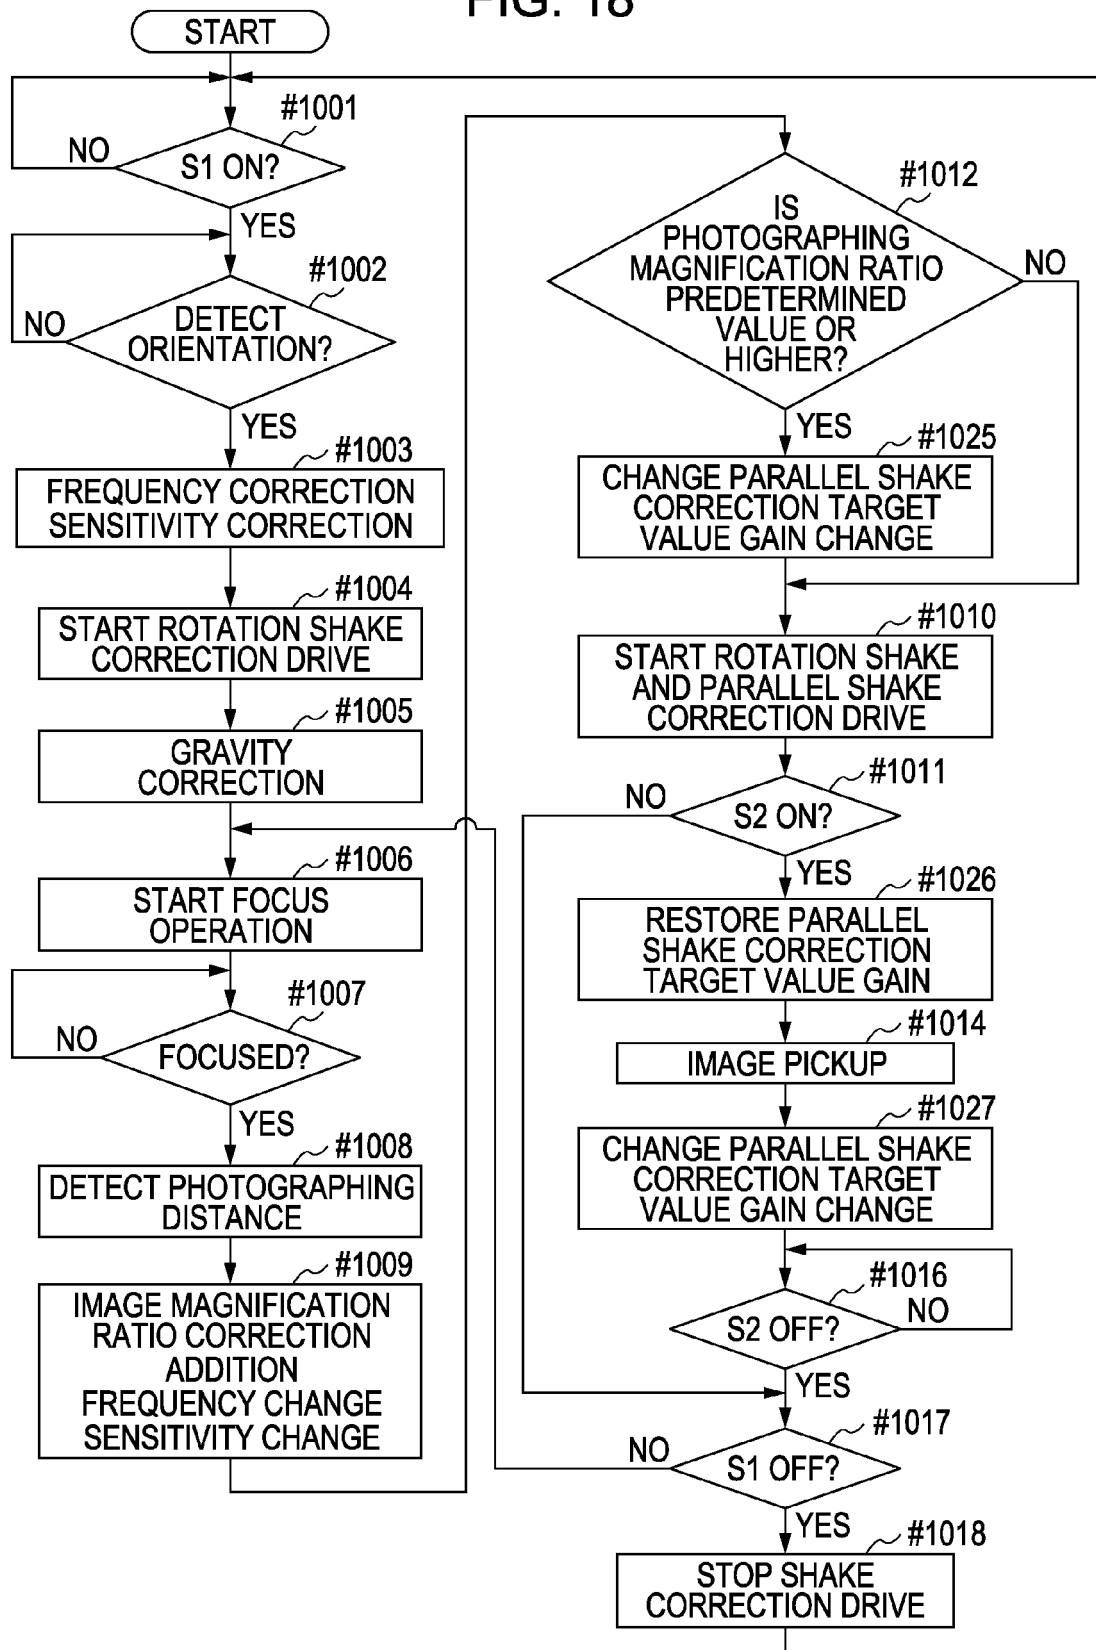 FIG. 18
START
#1001
S1 ON?
NO
YES
#1002
DETECT
ORIENTATION?
NO
YES
#1003
FREQUENCY CORRECTION
SENSITIVITY CORRECTION
#1004
START ROTATION SHAKE
CORRECTION DRIVE
#1005
GRAVITY
CORRECTION
#1006
START FOCUS
OPERATION
#1007
FOCUSED?
NO
YES
#1008
DETECT PHOTOGRAPHING
DISTANCE
#1009
IMAGE MAGNIFICATION
RATIO CORRECTION
ADDITION
FREQUENCY CHANGE
SENSITIVITY CHANGE
#1012
IS
PHOTOGRAPHING
MAGNIFICATION RATIO
PREDETERMINED
VALUE OR
HIGHER?
NO
YES
#1025
CHANGE PARALLEL SHAKE
CORRECTION TARGET
VALUE GAIN CHANGE
#1010
START ROTATION SHAKE
AND PARALLEL SHAKE
CORRECTION DRIVE
#1011
S2 ON?
NO
YES
#1026
RESTORE PARALLEL
SHAKE CORRECTION
TARGET VALUE GAIN
#1014
IMAGE PICKUP
#1027
CHANGE PARALLEL SHAKE
CORRECTION TARGET
VALUE GAIN CHANGE
#1016
S2 OFF?
NO
YES
#1017
S1 OFF?
NO
YES
#1018
STOP SHAKE
CORRECTION DRIVE